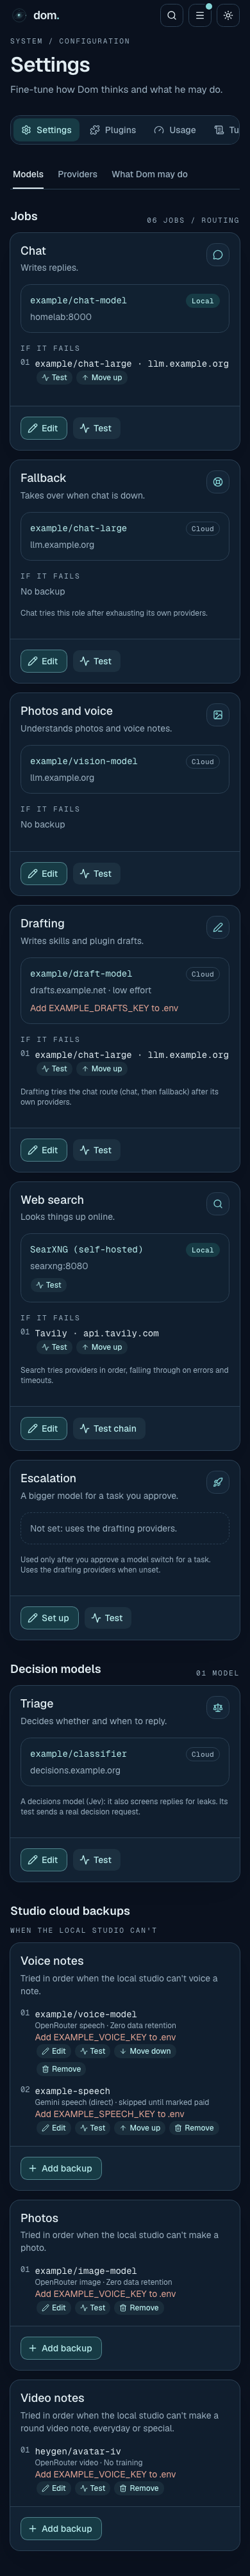 dom.
SYSTEM / CONFIGURATION
Settings
Fine-tune how Dom thinks and what he may do.
Settings
Plugins
Usage
Tu
Models
Providers
What Dom may do
Jobs
06 JOBS / ROUTING
Chat
Writes replies.
example/chat-model
Local
homelab:8000
IF IT FAILS
01 example/chat-large · llm.example.org
Test
Move up
Edit
Test
Fallback
Takes over when chat is down.
example/chat-large
Cloud
llm.example.org
IF IT FAILS
No backup
Chat tries this role after exhausting its own providers.
Edit
Test
Photos and voice
Understands photos and voice notes.
example/vision-model
Cloud
llm.example.org
IF IT FAILS
No backup
Edit
Test
Drafting
Writes skills and plugin drafts.
example/draft-model
Cloud
drafts.example.net · low effort
Add EXAMPLE_DRAFTS_KEY to .env
IF IT FAILS
01 example/chat-large · llm.example.org
Test
Move up
Drafting tries the chat route (chat, then fallback) after its
own providers.
Edit
Test
Web search
Looks things up online.
SearXNG (self-hosted)
Local
searxng:8080
Test
IF IT FAILS
01 Tavily · api.tavily.com
Test
Move up
Search tries providers in order, falling through on errors and
timeouts.
Edit
Test chain
Escalation
A bigger model for a task you approve.
Not set: uses the drafting providers.
Used only after you approve a model switch for a task.
Uses the drafting providers when unset.
Set up
Test
Decision models
01 MODEL
Triage
Decides whether and when to reply.
example/classifier
Cloud
decisions.example.org
A decisions model (Jev): it also screens replies for leaks. Its
test sends a real decision request.
Edit
Test
Studio cloud backups
WHEN THE LOCAL STUDIO CAN'T
Voice notes
Tried in order when the local studio can't voice a
note.
01 example/voice-model
OpenRouter speech · Zero data retention
Add EXAMPLE_VOICE_KEY to .env
Edit
Test
Move down
Remove
02 example-speech
Gemini speech (direct) · skipped until marked paid
Add EXAMPLE_SPEECH_KEY to .env
Edit
Test
Move up
Remove
Add backup
Photos
Tried in order when the local studio can't make a
photo.
01 example/image-model
OpenRouter image · Zero data retention
Add EXAMPLE_VOICE_KEY to .env
Edit
Test
Remove
Add backup
Video notes
Tried in order when the local studio can't make a
round video note, everyday or special.
01 heygen/avatar-iv
OpenRouter video · No training
Add EXAMPLE_VOICE_KEY to .env
Edit
Test
Remove
Add backup